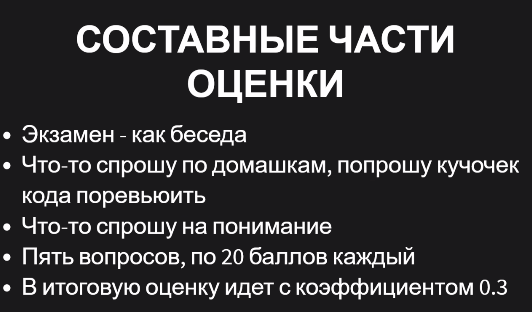 СОСТАВНЫЕ ЧАСТИ
ОЦЕНКИ
• Экзамен - как беседа
• Что-то спрошу по домашкам, попрошу кучочек
кода поревьюить
• Что-то спрошу на понимание
• Пять вопросов, по 20 баллов каждый
• В итоговую оценку идет с коэффициентом 0.3